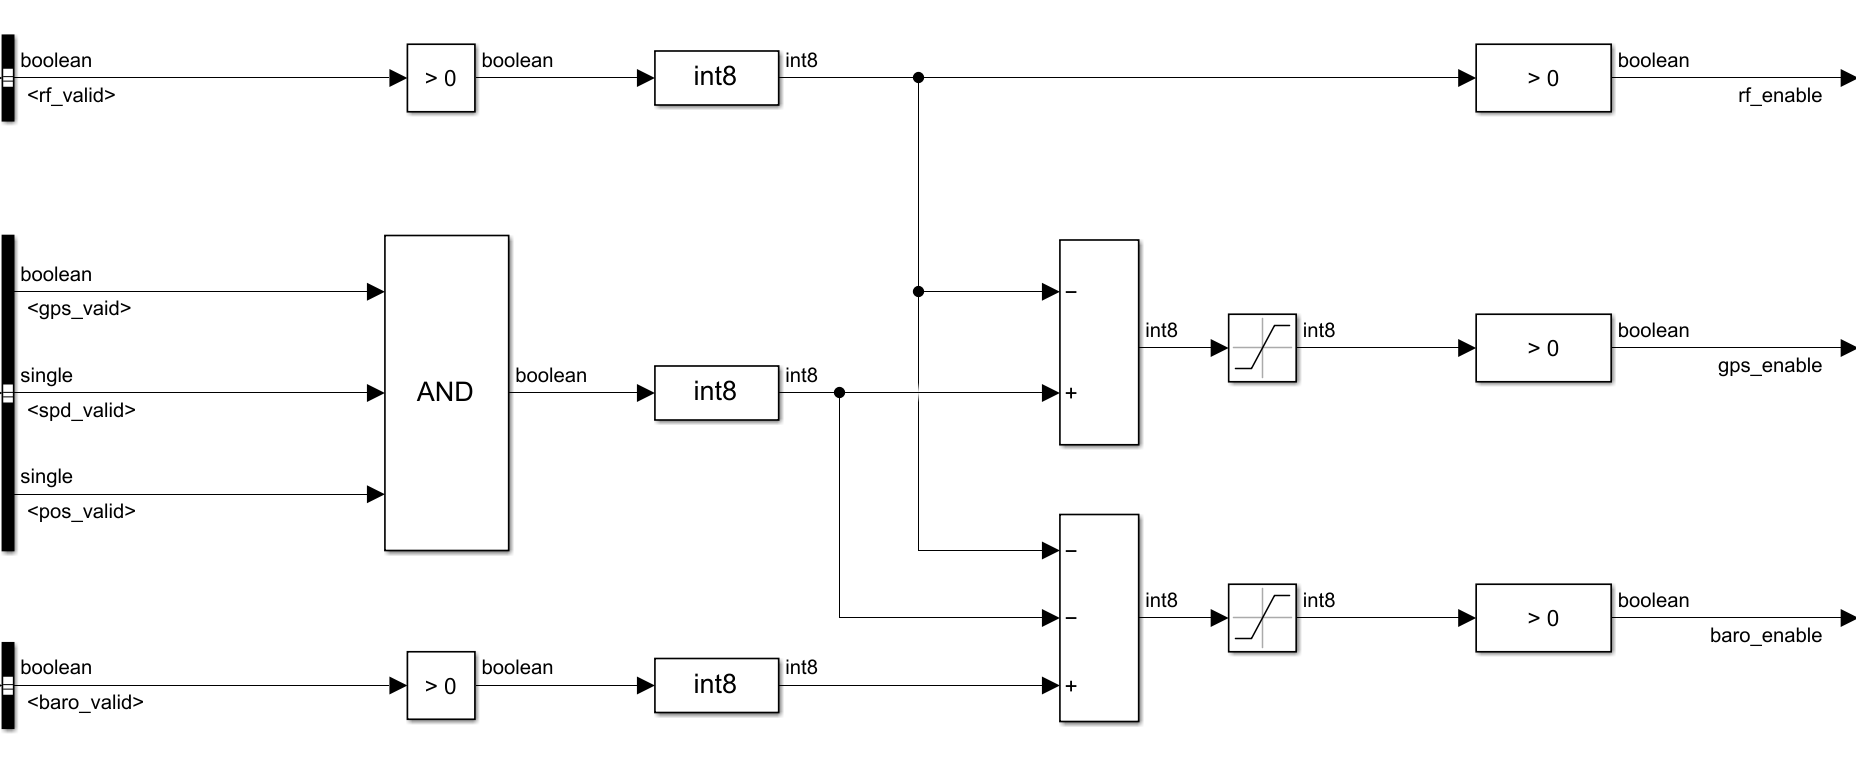 boolean
<rf_valid>
> 0
boolean
int8
int8
> 0
boolean
rf_enable
boolean
<gps_vaid>
single
<spd_valid>
single
<pos_valid>
AND
boolean
int8
int8
−
+
int8
int8
> 0
boolean
gps_enable
−
−
+
int8
int8
> 0
boolean
baro_enable
boolean
<baro_valid>
> 0
boolean
int8
int8